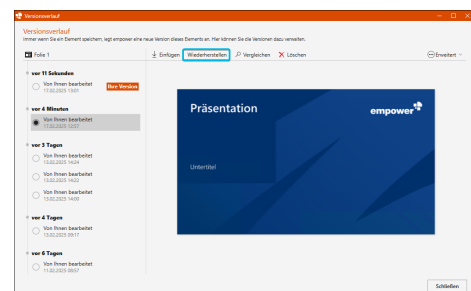 Versionsverlauf
Versionsverlauf
Immer wenn Sie ein Element speichern, legt empower eine neue Version dieses Elements an. Hier können Sie die Versionen dazu verwalten.
Folie 1
Einfügen Wiederherstellen Vergleichen Löschen Erweitert
vor 11 Sekunden
Von Ihnen bearbeitet
17.02.2025 13:01
Ihre Version
vor 4 Minuten
Von Ihnen bearbeitet
17.02.2025 12:57
vor 3 Tagen
Von Ihnen bearbeitet
13.02.2025 14:24
Von Ihnen bearbeitet
13.02.2025 14:22
Von Ihnen bearbeitet
13.02.2025 14:00
vor 4 Tagen
Von Ihnen bearbeitet
13.02.2025 09:17
vor 6 Tagen
Von Ihnen bearbeitet
11.02.2025 08:57
Präsentation
empower
Untertitel
Schließen